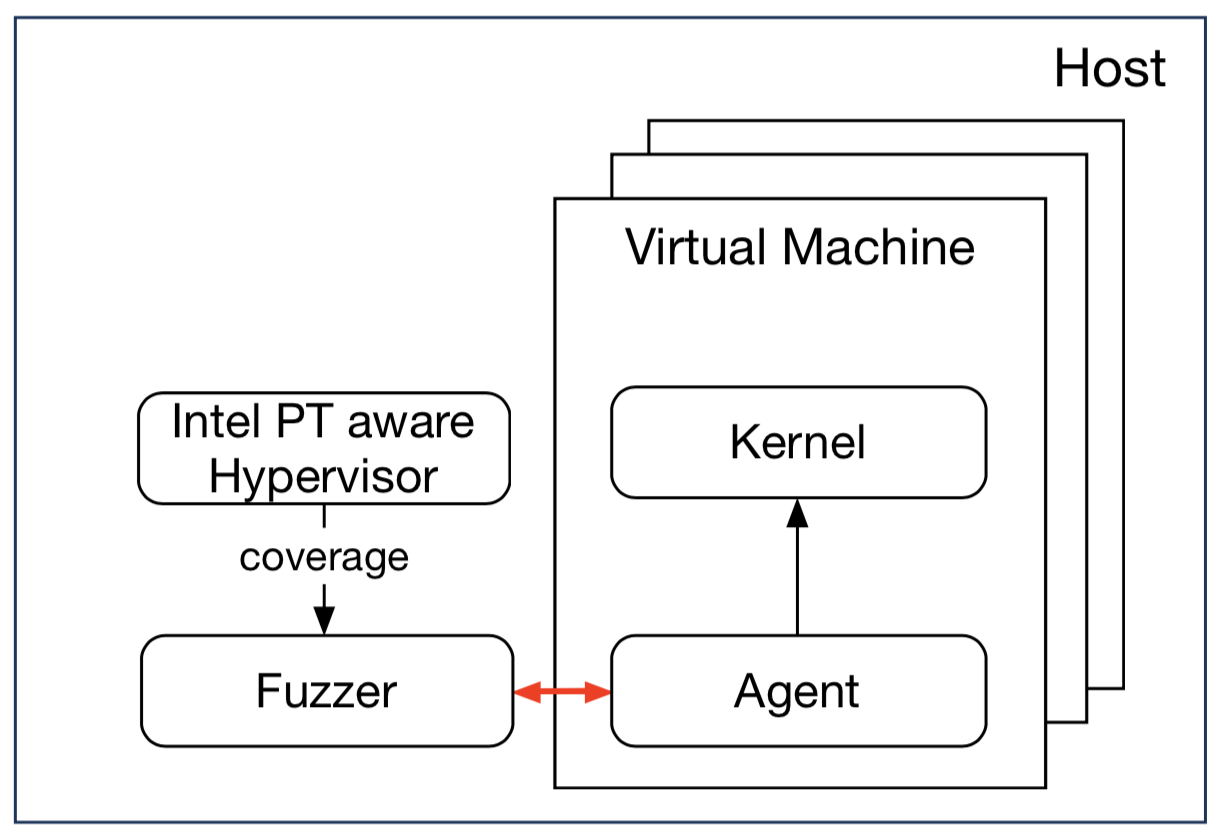 Host
Virtual Machine
Intel PT aware
Hypervisor
Kernel
coverage
Fuzzer
Agent